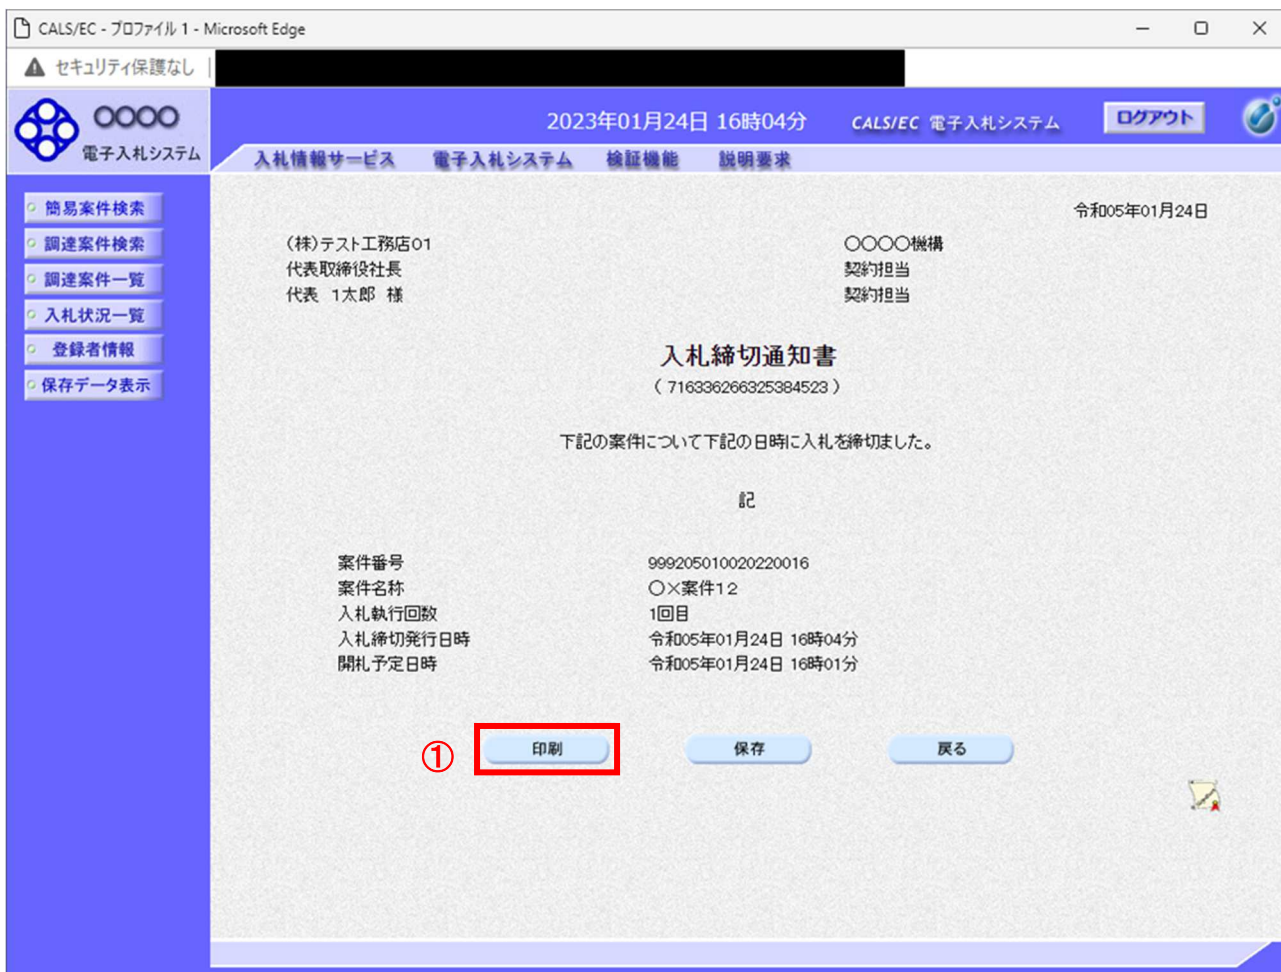 CALS/EC - プロファイル 1 - Microsoft Edge
セキュリティ保護なし
〇〇〇〇
電子入札システム
2023年01月24日 16時04分
CALS/EC 電子入札システム
ログアウト
入札情報サービス 電子入札システム 検証機能 説明要求
簡易案件検索
調達案件検索
調達案件一覧
入札状況一覧
登録者情報
保存データ表示
令和05年01月24日
(株)テスト工務店01
代表取締役社長
代表 1太郎 様
〇〇〇〇機構
契約担当
契約担当
入札締切通知書
( 716336266325384523 )
下記の案件について下記の日時に入札を締切ました。
記
案件番号 999205010020220016
案件名称 〇×案件12
入札執行回数 1回目
入札締切発行日時 令和05年01月24日 16時04分
開札予定日時 令和05年01月24日 16時01分
① 印刷 保存 戻る